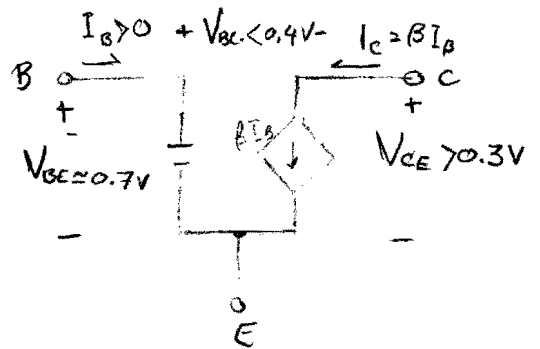 I_B>0 + V_BC<0.4V- I_C=βI_B
B C
+ +
-
βI_B
V_BE≃0.7V V_CE>0.3V
- -
E